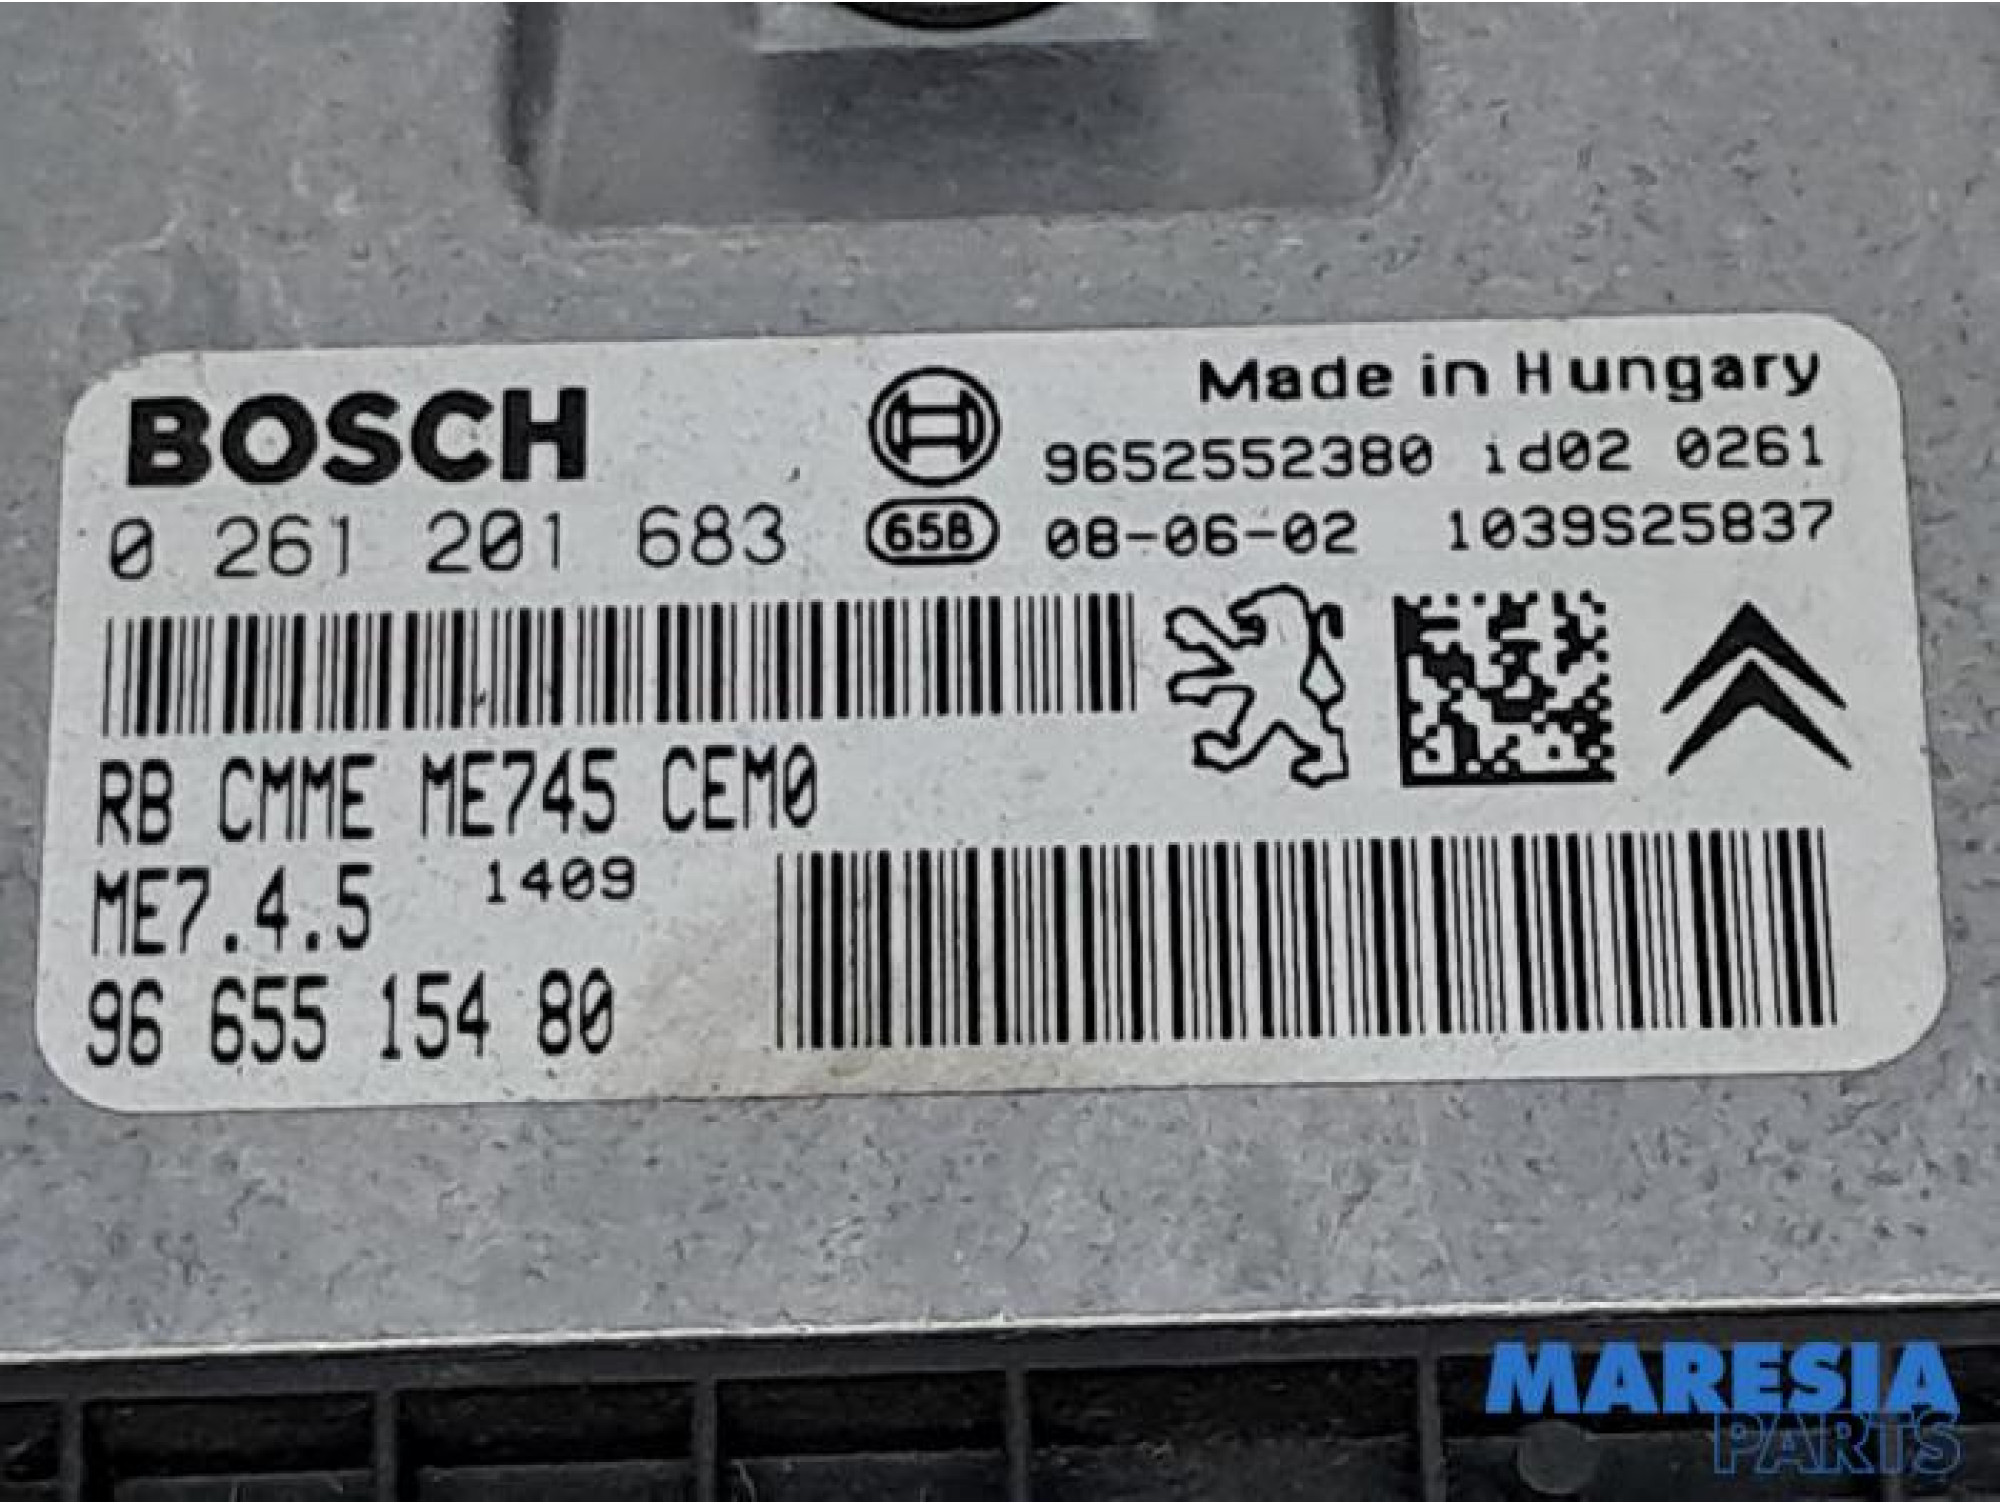 BOSCH
Made in Hungary
9652552380 id02 0261
0 261 201 683
65B
08-06-02 1039S25837
RB CMME ME745 CEM0
ME7.4.5 1409
96 655 154 80
MARESIA
PARTS